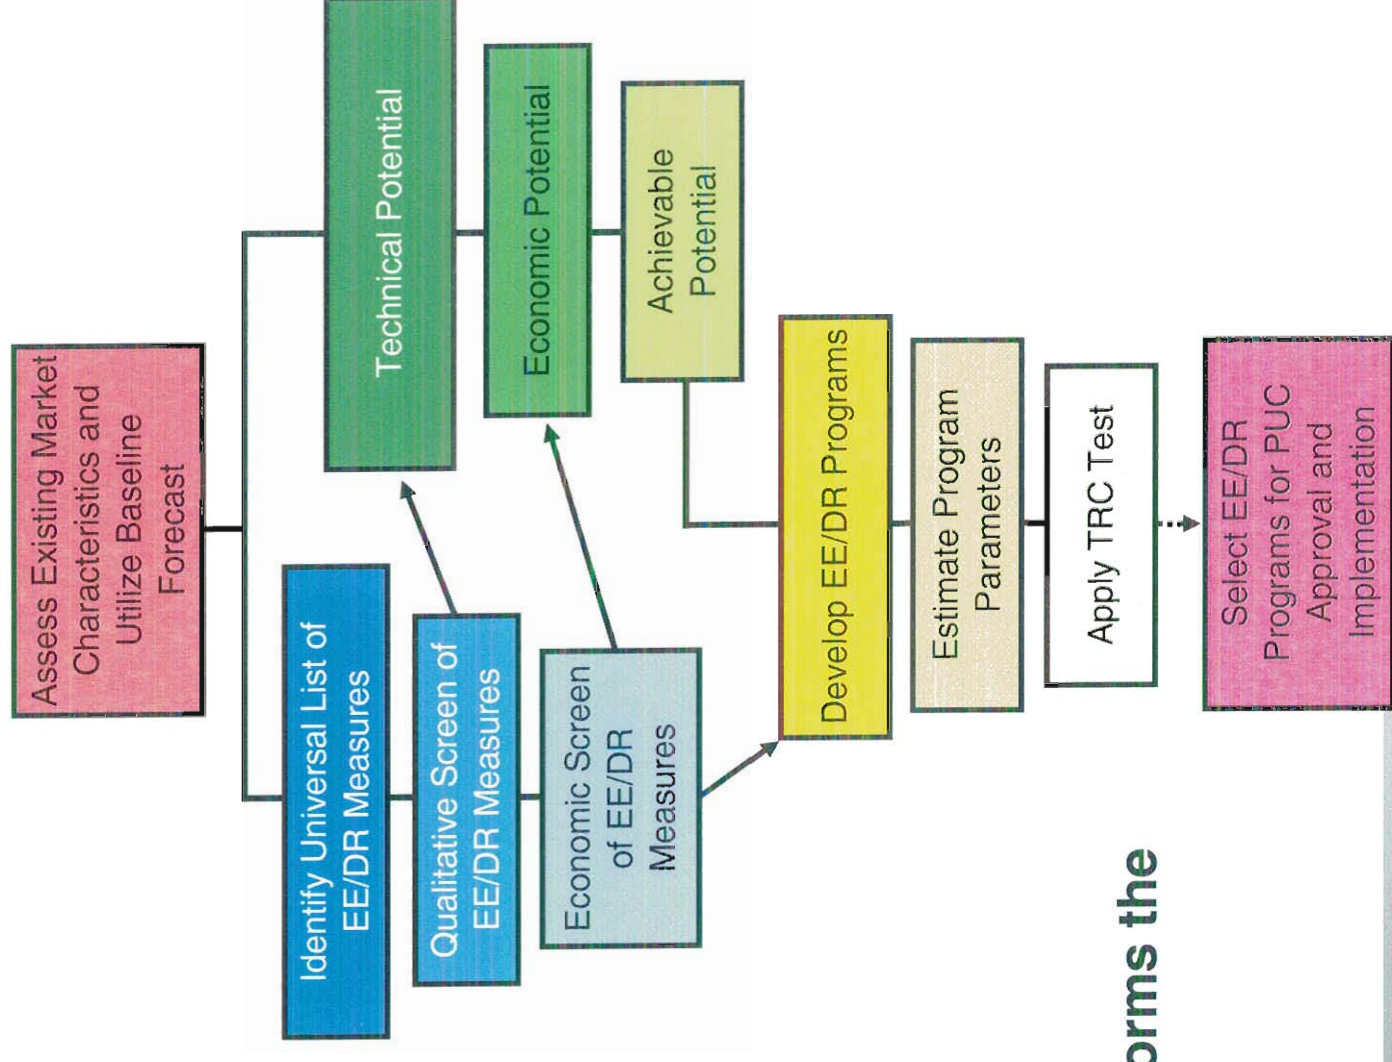 Assess Existing Market
Characteristics and
Utilize Baseline
Forecast
Identify Universal List of
EE/DR Measures
Qualitative Screen of
EE/DR Measures
Economic Screen
of EE/DR
Measures
Technical Potential
Economic Potential
Achievable
Potential
Develop EE/DR Programs
Estimate Program
Parameters
Apply TRC Test
Select EE/DR
Programs for PUC
Approval and
Implementation
orms the